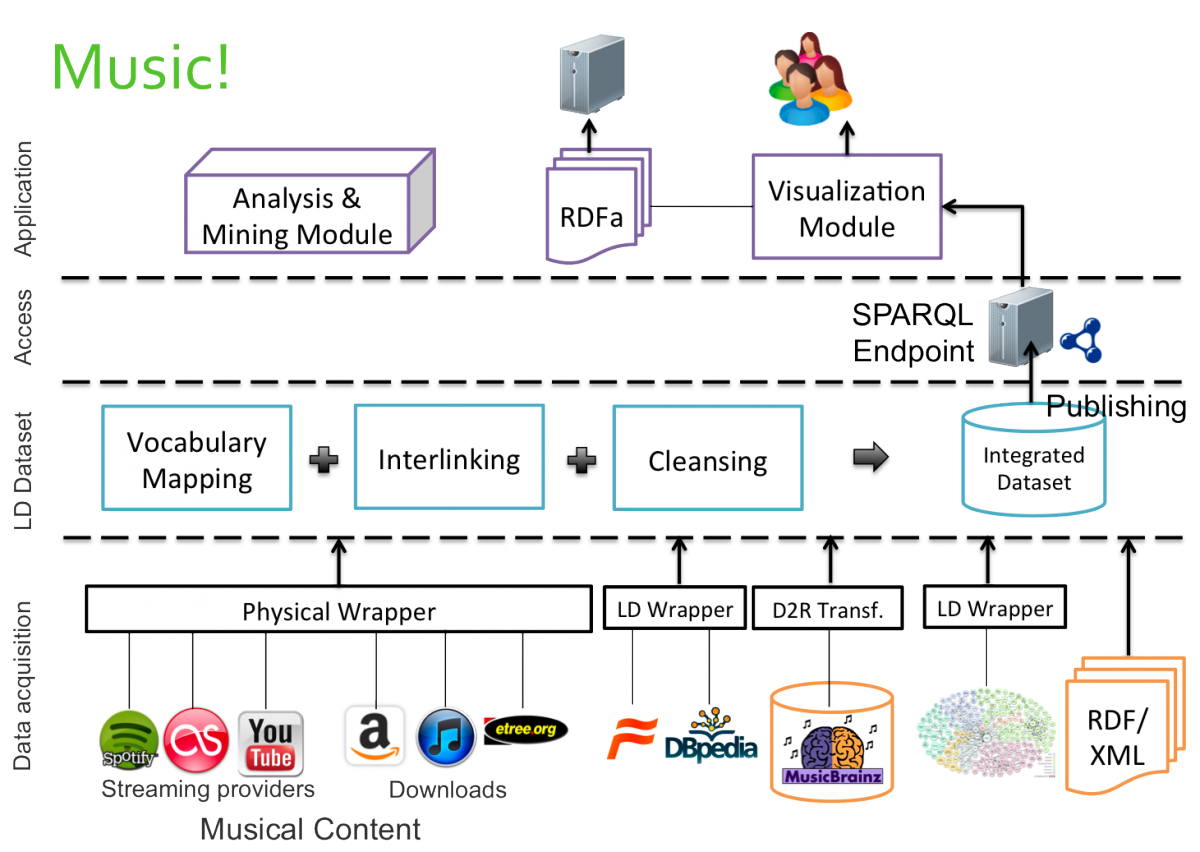 Music!
Application
Analysis &
Mining Module
RDFa
Visualization
Module
Access
SPARQL
Endpoint
LD Dataset
Vocabulary
Mapping
Interlinking
Cleansing
Publishing
Integrated
Dataset
Data acquisition
Physical Wrapper
LD Wrapper
D2R Transf.
LD Wrapper
Spotify
as
You
Tube
a
etree.org
DBpedia
MusicBrainz
RDF/
XML
Streaming providers
Downloads
Musical Content